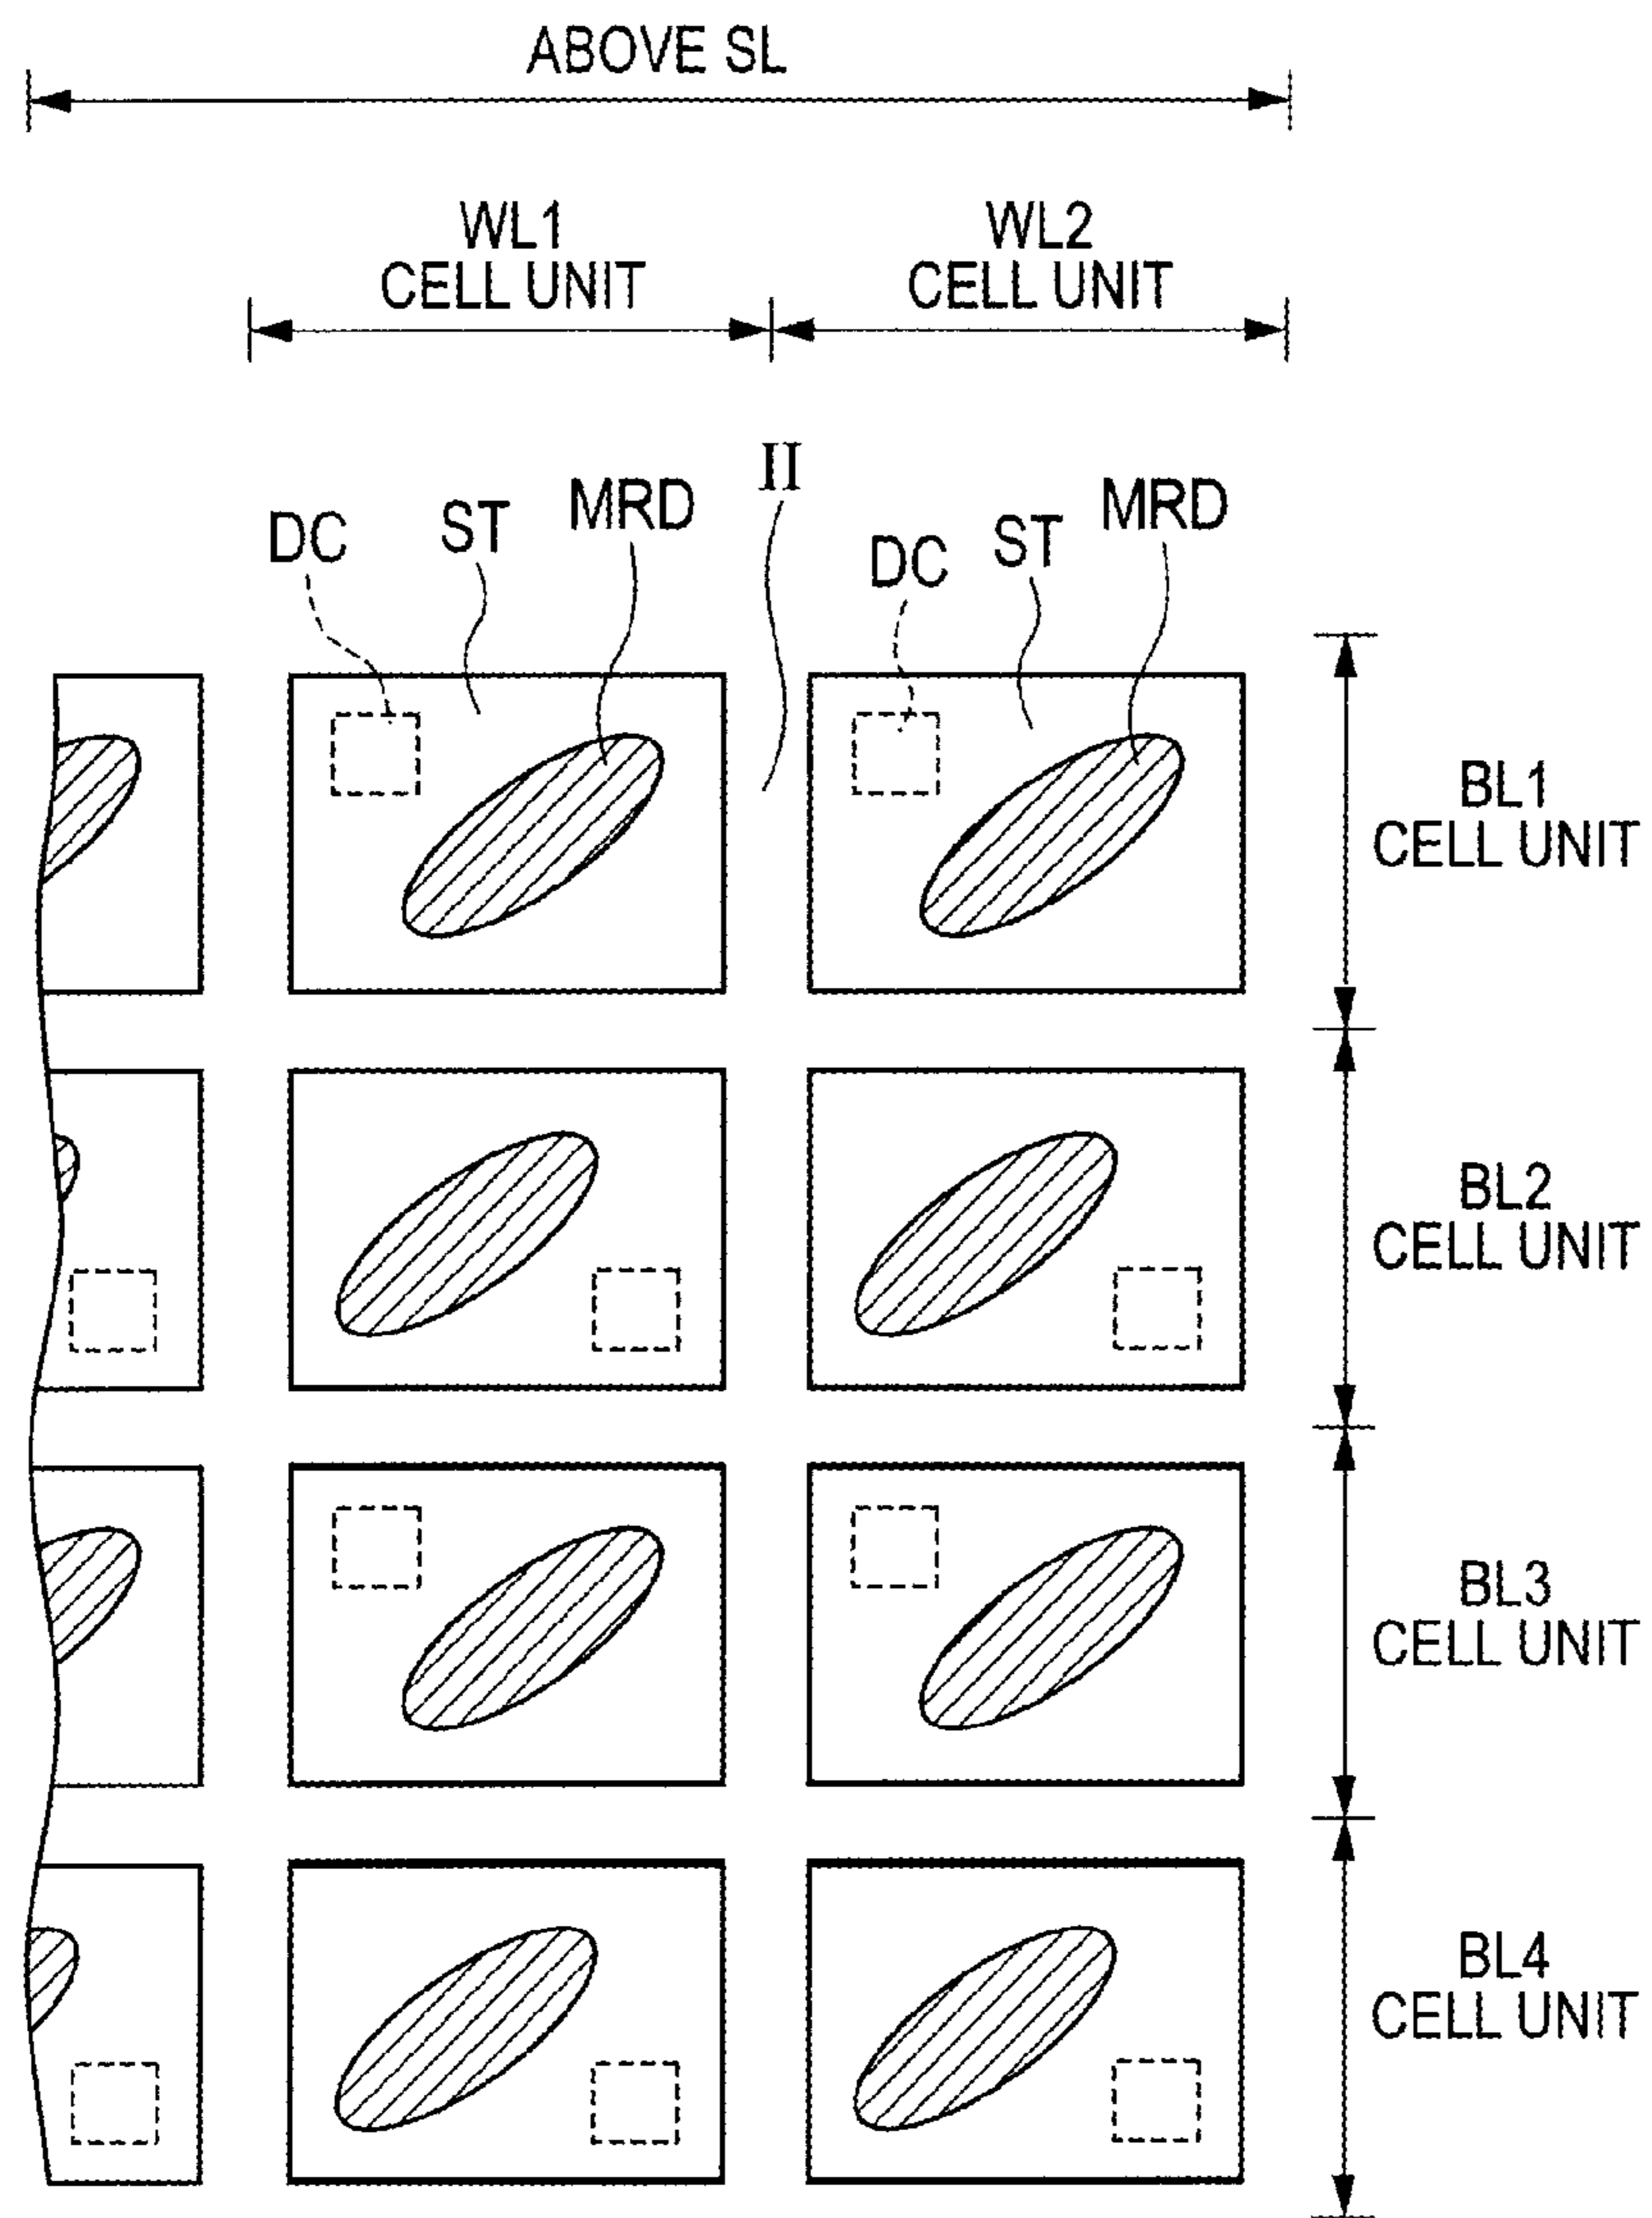 ABOVE SL
WL1
CELL UNIT
WL2
CELL UNIT
II
DC
ST
MRD
DC
ST
MRD
BL1
CELL UNIT
BL2
CELL UNIT
BL3
CELL UNIT
BL4
CELL UNIT